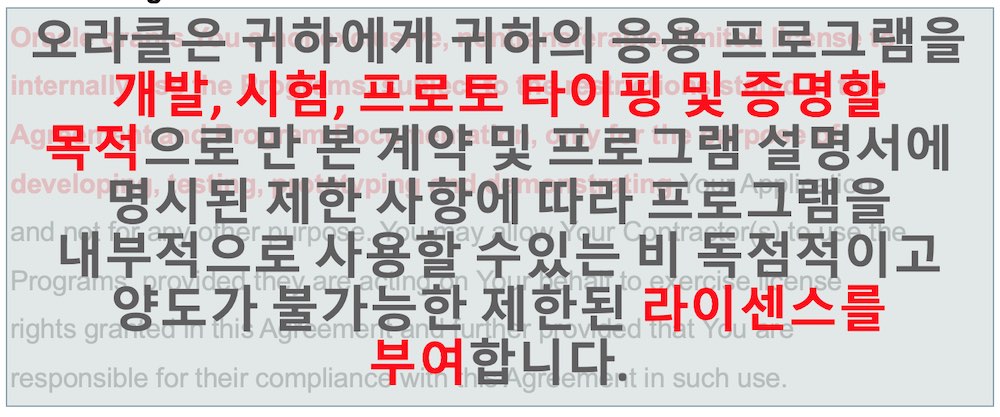 오라클은 귀하에게 귀하의 응용 프로그램을
개발, 시험, 프로토 타이핑 및 증명할
목적으로 만 본 계약 및 프로그램 설명서에
명시된 제한 사항에 따라 프로그램을
내부적으로 사용할 수있는 비 독점적이고
양도가 불가능한 제한된 라이센스를
부여합니다.
Oracle grants You a nonexclusive, nontransferable, limited license to
internally use the Programs, subject to the restrictions stated
Agreement and Program Documentation, only for the purpose of
developing, testing, prototyping and demonstrating Your Application
and not for any other purpose. You may allow Your Contractor(s) to use the
Programs, provided they are acting on Your behalf to exercise license
rights granted in this Agreement and further provided that You are
responsible for their compliance with this Agreement in such use.